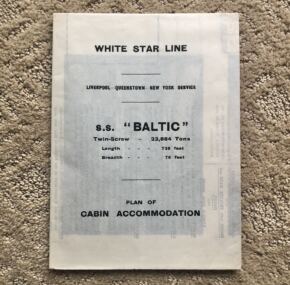 WHITE STAR LINE
LIVERPOOL - QUEENSTOWN - NEW YORK SERVICE
S.S. "BALTIC"
Twin-Screw - 23,884 Tons
Length - - - 726 feet
Breadth - - - 76 feet
PLAN OF
CABIN ACCOMMODATION